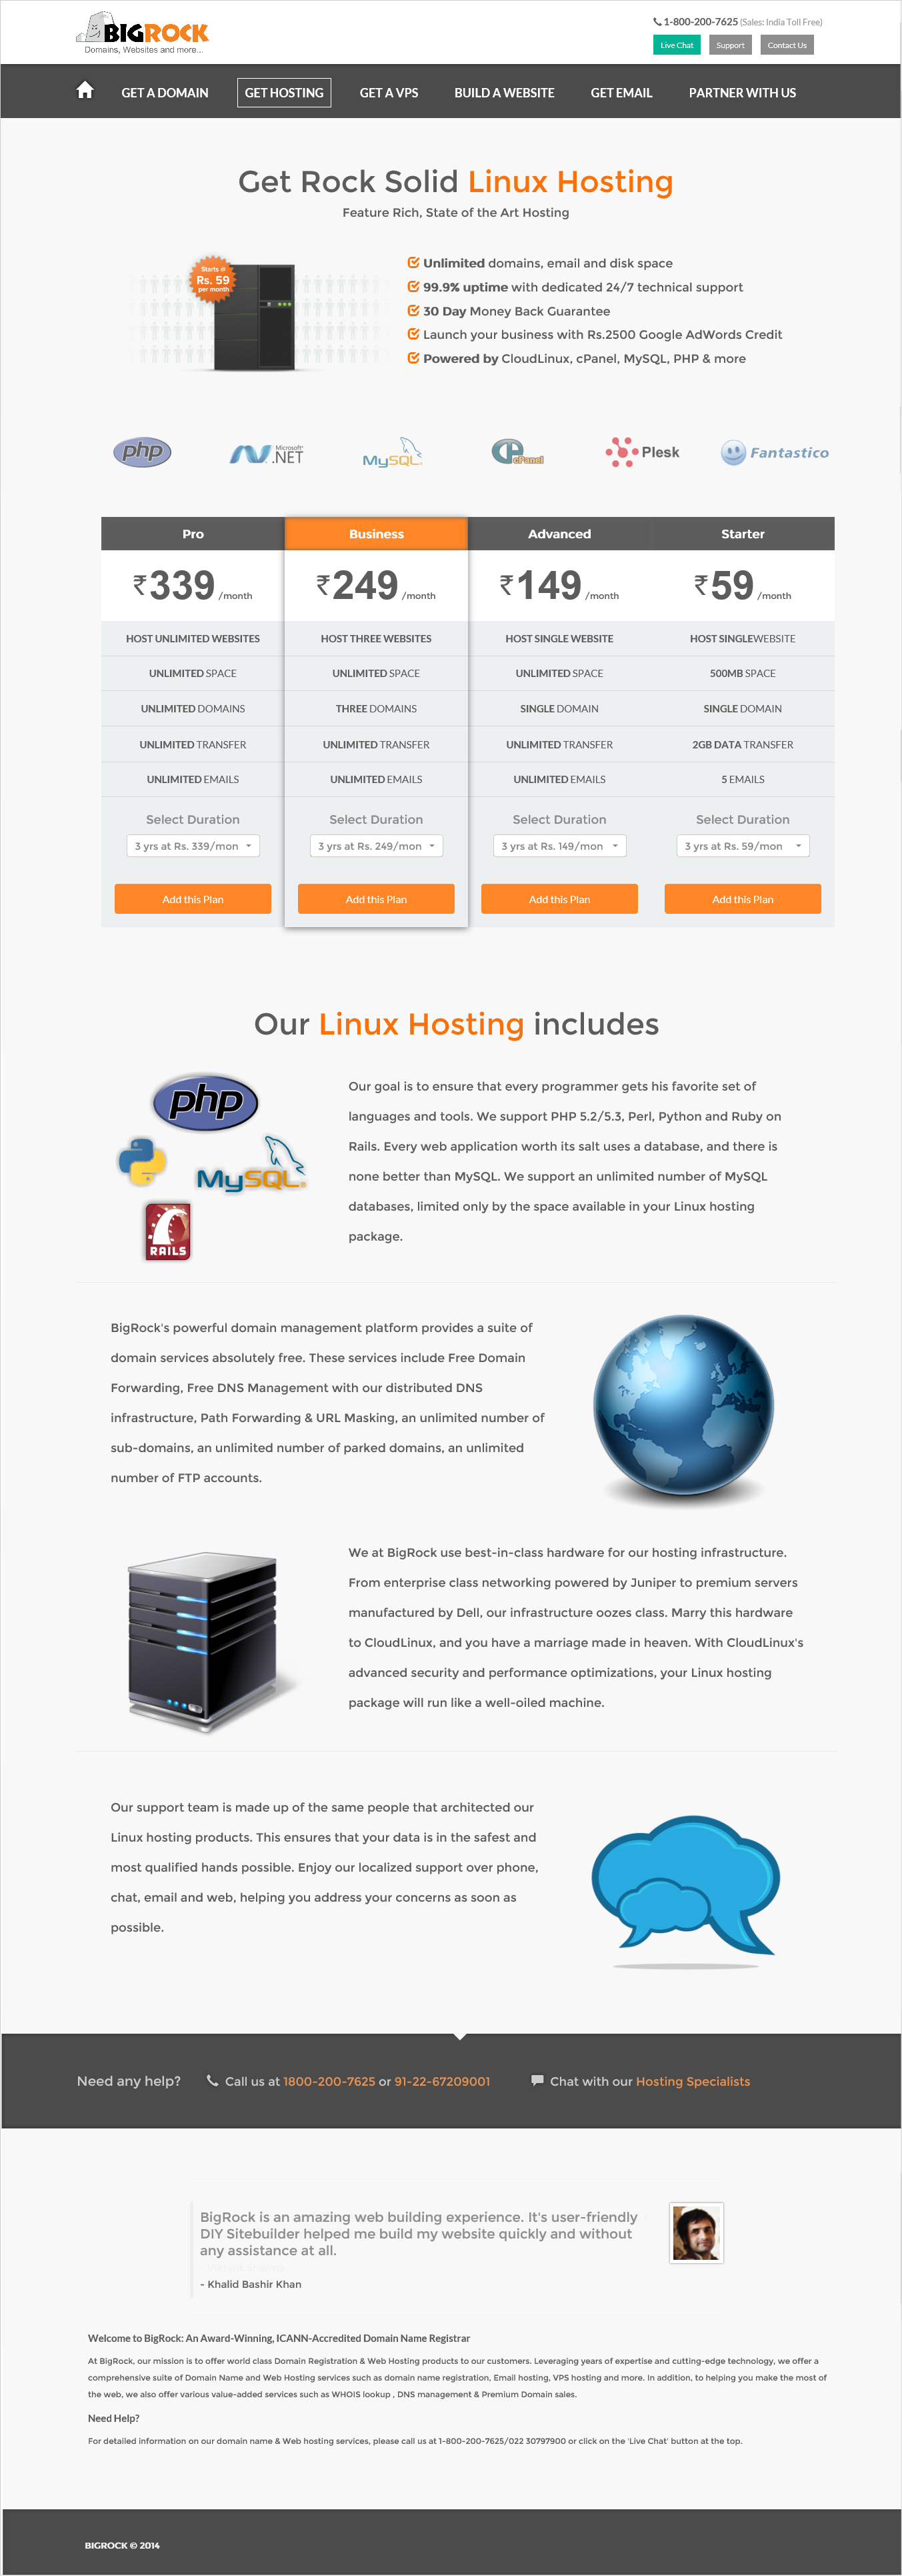 BIGROCK
Domains, Websites and more...
1-800-200-7625 (Sales: India Toll Free)
Live Chat Support Contact Us
GET A DOMAIN GET HOSTING GET A VPS BUILD A WEBSITE GET EMAIL PARTNER WITH US
Get Rock Solid Linux Hosting
Feature Rich, State of the Art Hosting
Starts @
Rs. 59
per month
Unlimited domains, email and disk space
99.9% uptime with dedicated 24/7 technical support
30 Day Money Back Guarantee
Launch your business with Rs.2500 Google AdWords Credit
Powered by CloudLinux, cPanel, MySQL, PHP & more
php Microsoft .NET MySQL cPanel Plesk Fantastico
Pro Business Advanced Starter
₹339 /month ₹249 /month ₹149 /month ₹59 /month
HOST UNLIMITED WEBSITES HOST THREE WEBSITES HOST SINGLE WEBSITE HOST SINGLEWEBSITE
UNLIMITED SPACE UNLIMITED SPACE UNLIMITED SPACE 500MB SPACE
UNLIMITED DOMAINS THREE DOMAINS SINGLE DOMAIN SINGLE DOMAIN
UNLIMITED TRANSFER UNLIMITED TRANSFER UNLIMITED TRANSFER 2GB DATA TRANSFER
UNLIMITED EMAILS UNLIMITED EMAILS UNLIMITED EMAILS 5 EMAILS
Select Duration Select Duration Select Duration Select Duration
3 yrs at Rs. 339/mon 3 yrs at Rs. 249/mon 3 yrs at Rs. 149/mon 3 yrs at Rs. 59/mon
Add this Plan Add this Plan Add this Plan Add this Plan
Our Linux Hosting includes
php
MySQL
RAILS
Our goal is to ensure that every programmer gets his favorite set of
languages and tools. We support PHP 5.2/5.3, Perl, Python and Ruby on
Rails. Every web application worth its salt uses a database, and there is
none better than MySQL. We support an unlimited number of MySQL
databases, limited only by the space available in your Linux hosting
package.
BigRock's powerful domain management platform provides a suite of
domain services absolutely free. These services include Free Domain
Forwarding, Free DNS Management with our distributed DNS
infrastructure, Path Forwarding & URL Masking, an unlimited number of
sub-domains, an unlimited number of parked domains, an unlimited
number of FTP accounts.
We at BigRock use best-in-class hardware for our hosting infrastructure.
From enterprise class networking powered by Juniper to premium servers
manufactured by Dell, our infrastructure oozes class. Marry this hardware
to CloudLinux, and you have a marriage made in heaven. With CloudLinux's
advanced security and performance optimizations, your Linux hosting
package will run like a well-oiled machine.
Our support team is made up of the same people that architected our
Linux hosting products. This ensures that your data is in the safest and
most qualified hands possible. Enjoy our localized support over phone,
chat, email and web, helping you address your concerns as soon as
possible.
Need any help? Call us at 1800-200-7625 or 91-22-67209001 Chat with our Hosting Specialists
BigRock is an amazing web building experience. It's user-friendly
DIY Sitebuilder helped me build my website quickly and without
any assistance at all.
- Khalid Bashir Khan
Welcome to BigRock: An Award-Winning, ICANN-Accredited Domain Name Registrar
At BigRock, our mission is to offer world class Domain Registration & Web Hosting products to our customers. Leveraging years of expertise and cutting-edge technology, we offer a
comprehensive suite of Domain Name and Web Hosting services such as domain name registration, Email hosting, VPS hosting and more. In addition, to helping you make the most of
the web, we also offer various value-added services such as WHOIS lookup , DNS management & Premium Domain sales.
Need Help?
For detailed information on our domain name & Web hosting services, please call us at 1-800-200-7625/022 30797900 or click on the 'Live Chat' button at the top.
BIGROCK © 2014